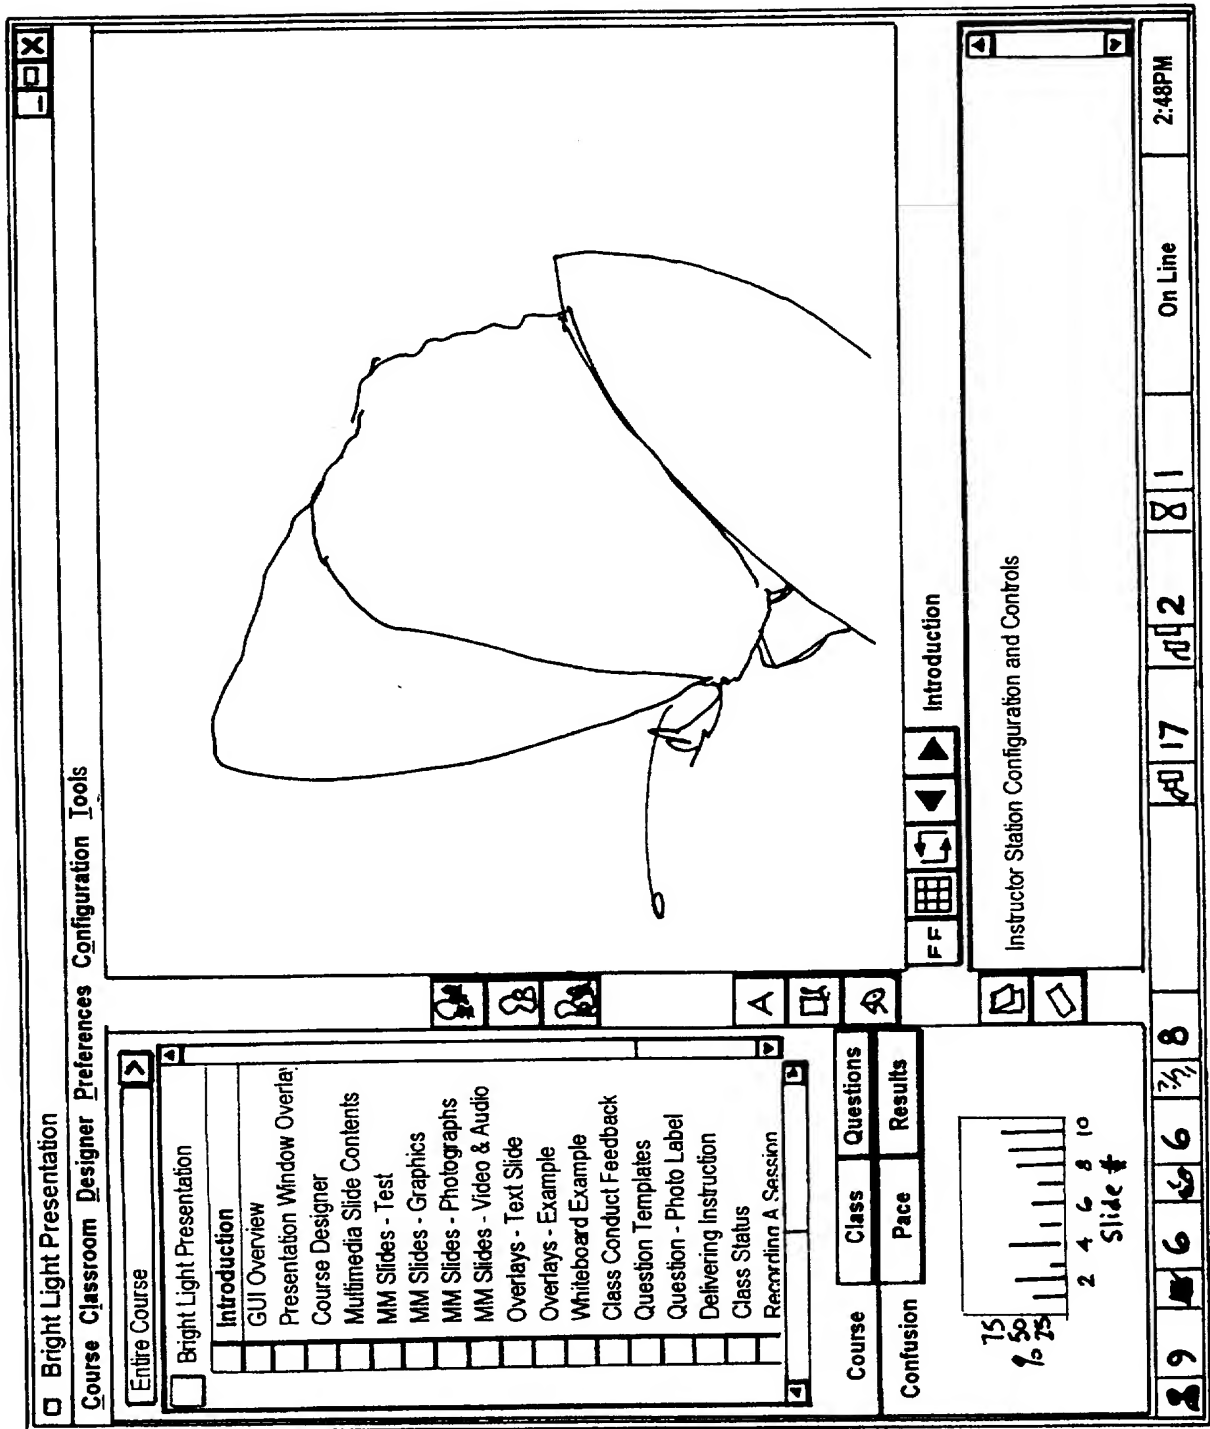 Bright Light Presentation
Course Classroom Designer Preferences Configuration Tools
Entire Course
Bright Light Presentation
Introduction
GUI Overview
Presentation Window Overlay
Course Designer
Multimedia Slide Contents
MM Slides - Test
MM Slides - Graphics
MM Slides - Photographs
MM Slides - Video & Audio
Overlays - Text Slide
Overlays - Example
Whiteboard Example
Class Conduct Feedback
Question Templates
Question - Photo Label
Delivering Instruction
Class Status
Recording A Session
A
FF Introduction
Course Class Questions
Confusion Pace Results
75
50
% 25
2 4 6 8 10
Slide #
Instructor Station Configuration and Controls
9 6 6 8 17 2 1 On Line 2:48PM